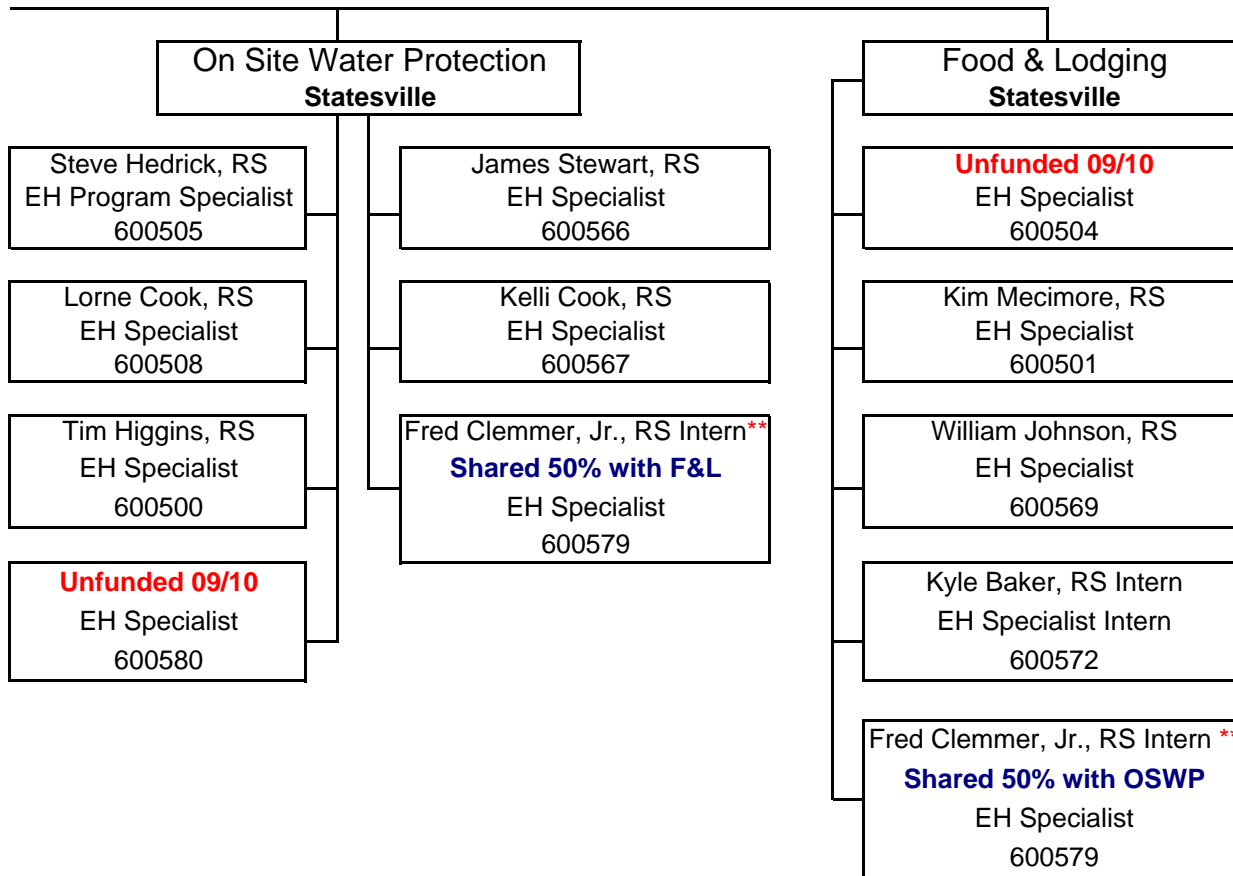 On Site Water Protection
Statesville
Steve Hedrick, RS
EH Program Specialist
600505
Lorne Cook, RS
EH Specialist
600508
Tim Higgins, RS
EH Specialist
600500
Unfunded 09/10
EH Specialist
600580
James Stewart, RS
EH Specialist
600566
Kelli Cook, RS
EH Specialist
600567
Fred Clemmer, Jr., RS Intern**
Shared 50% with F&L
EH Specialist
600579
Food & Lodging
Statesville
Unfunded 09/10
EH Specialist
600504
Kim Mecimore, RS
EH Specialist
600501
William Johnson, RS
EH Specialist
600569
Kyle Baker, RS Intern
EH Specialist Intern
600572
Fred Clemmer, Jr., RS Intern **
Shared 50% with OSWP
EH Specialist
600579